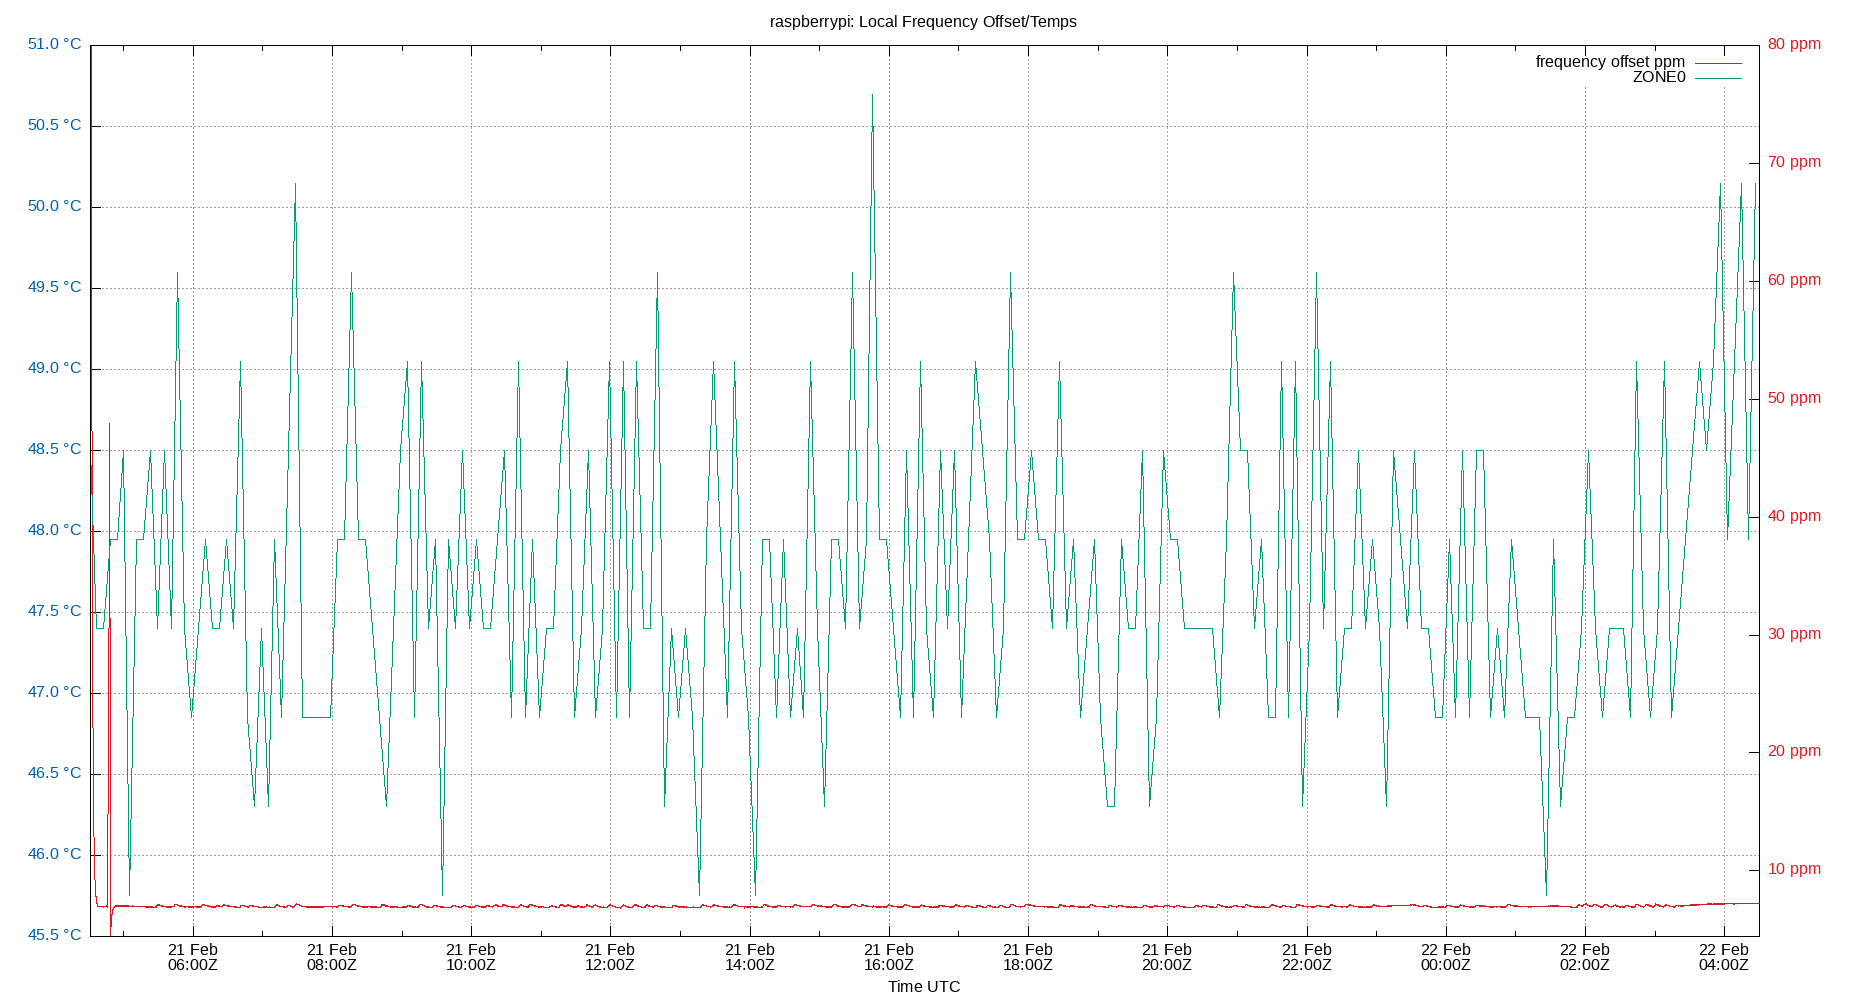 raspberrypi: Local Frequency Offset/Temps
51.0 °C
80 ppm
frequency offset ppm
ZONE0
50.5 °C
70 ppm
50.0 °C
49.5 °C
60 ppm
49.0 °C
50 ppm
48.5 °C
48.0 °C
40 ppm
47.5 °C
30 ppm
47.0 °C
20 ppm
46.5 °C
46.0 °C
10 ppm
45.5 °C
21 Feb 21 Feb 21 Feb 21 Feb 21 Feb 21 Feb 21 Feb 21 Feb 21 Feb 22 Feb 22 Feb 22 Feb
06:00Z 08:00Z 10:00Z 12:00Z 14:00Z 16:00Z 18:00Z 20:00Z 22:00Z 00:00Z 02:00Z 04:00Z
Time UTC